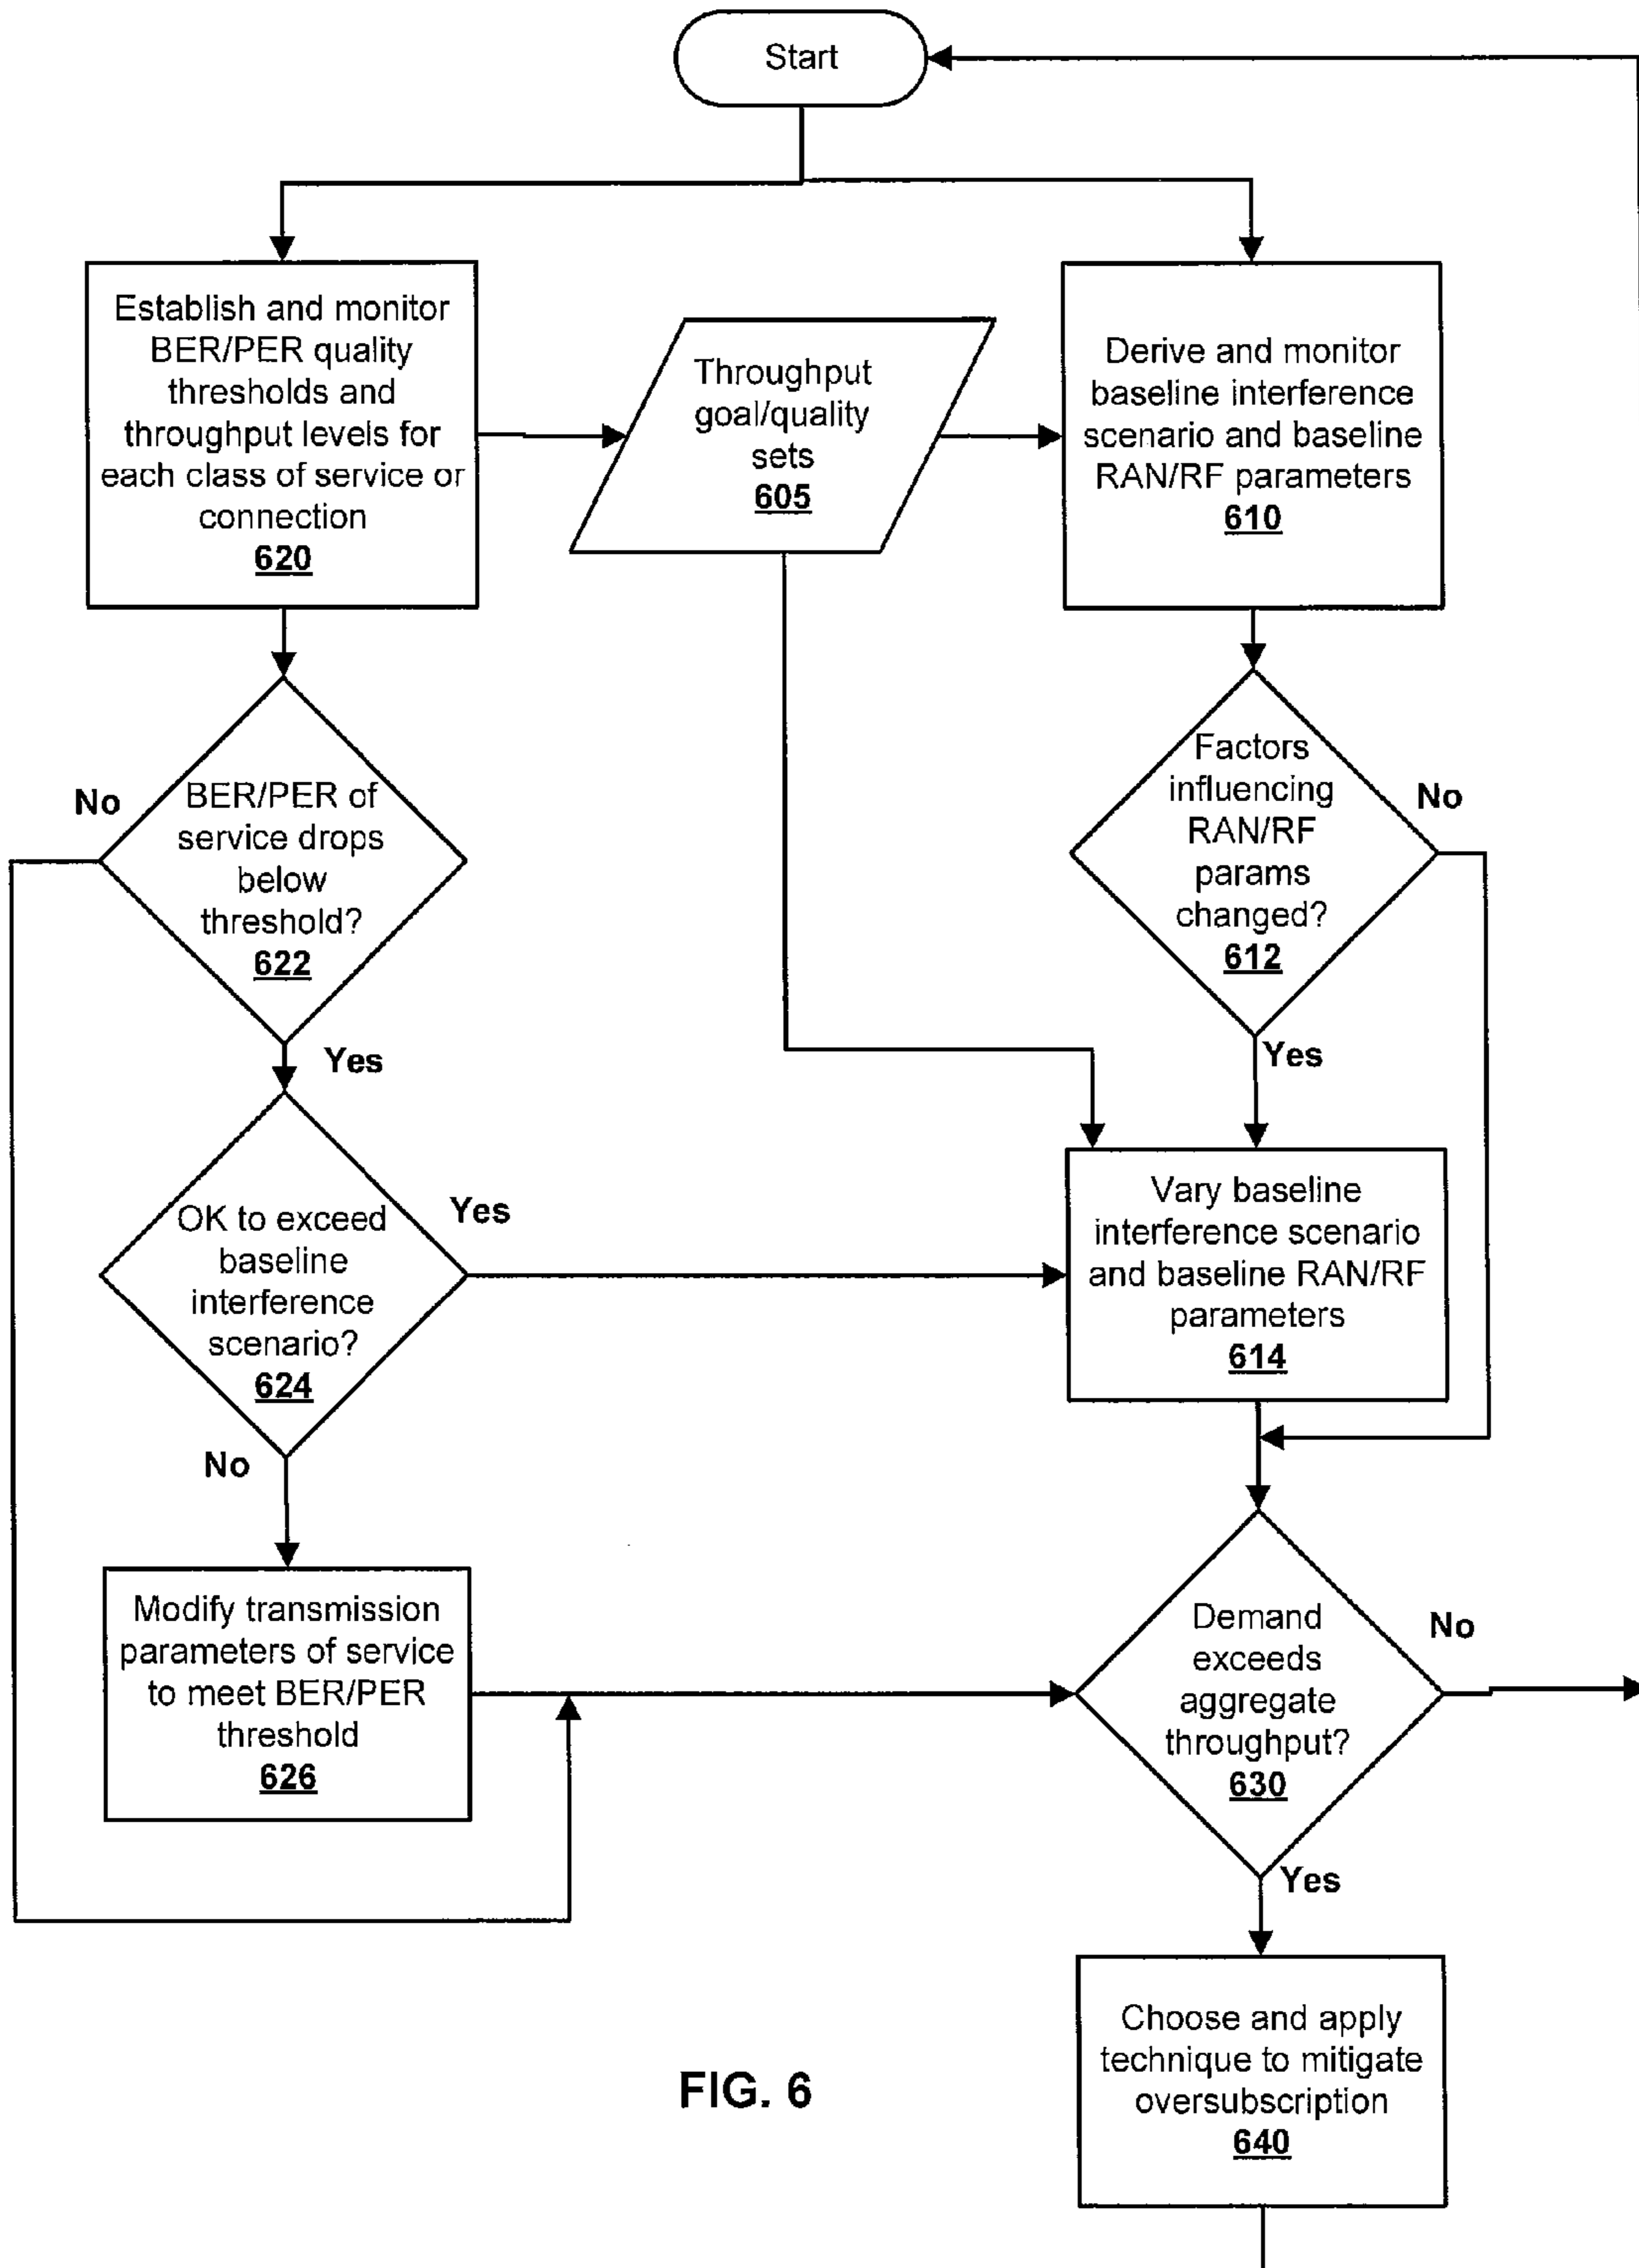 Start
Establish and monitor
BER/PER quality
thresholds and
throughput levels for
each class of service or
connection
620
Throughput
goal/quality
sets
605
Derive and monitor
baseline interference
scenario and baseline
RAN/RF parameters
610
No
BER/PER of
service drops
below
threshold?
622
Yes
Factors
influencing
RAN/RF
params
changed?
612
No
Yes
OK to exceed
baseline
interference
scenario?
624
Yes
No
Vary baseline
interference scenario
and baseline RAN/RF
parameters
614
Modify transmission
parameters of service
to meet BER/PER
threshold
626
Demand
exceeds
aggregate
throughput?
630
No
Yes
Choose and apply
technique to mitigate
oversubscription
640
FIG. 6